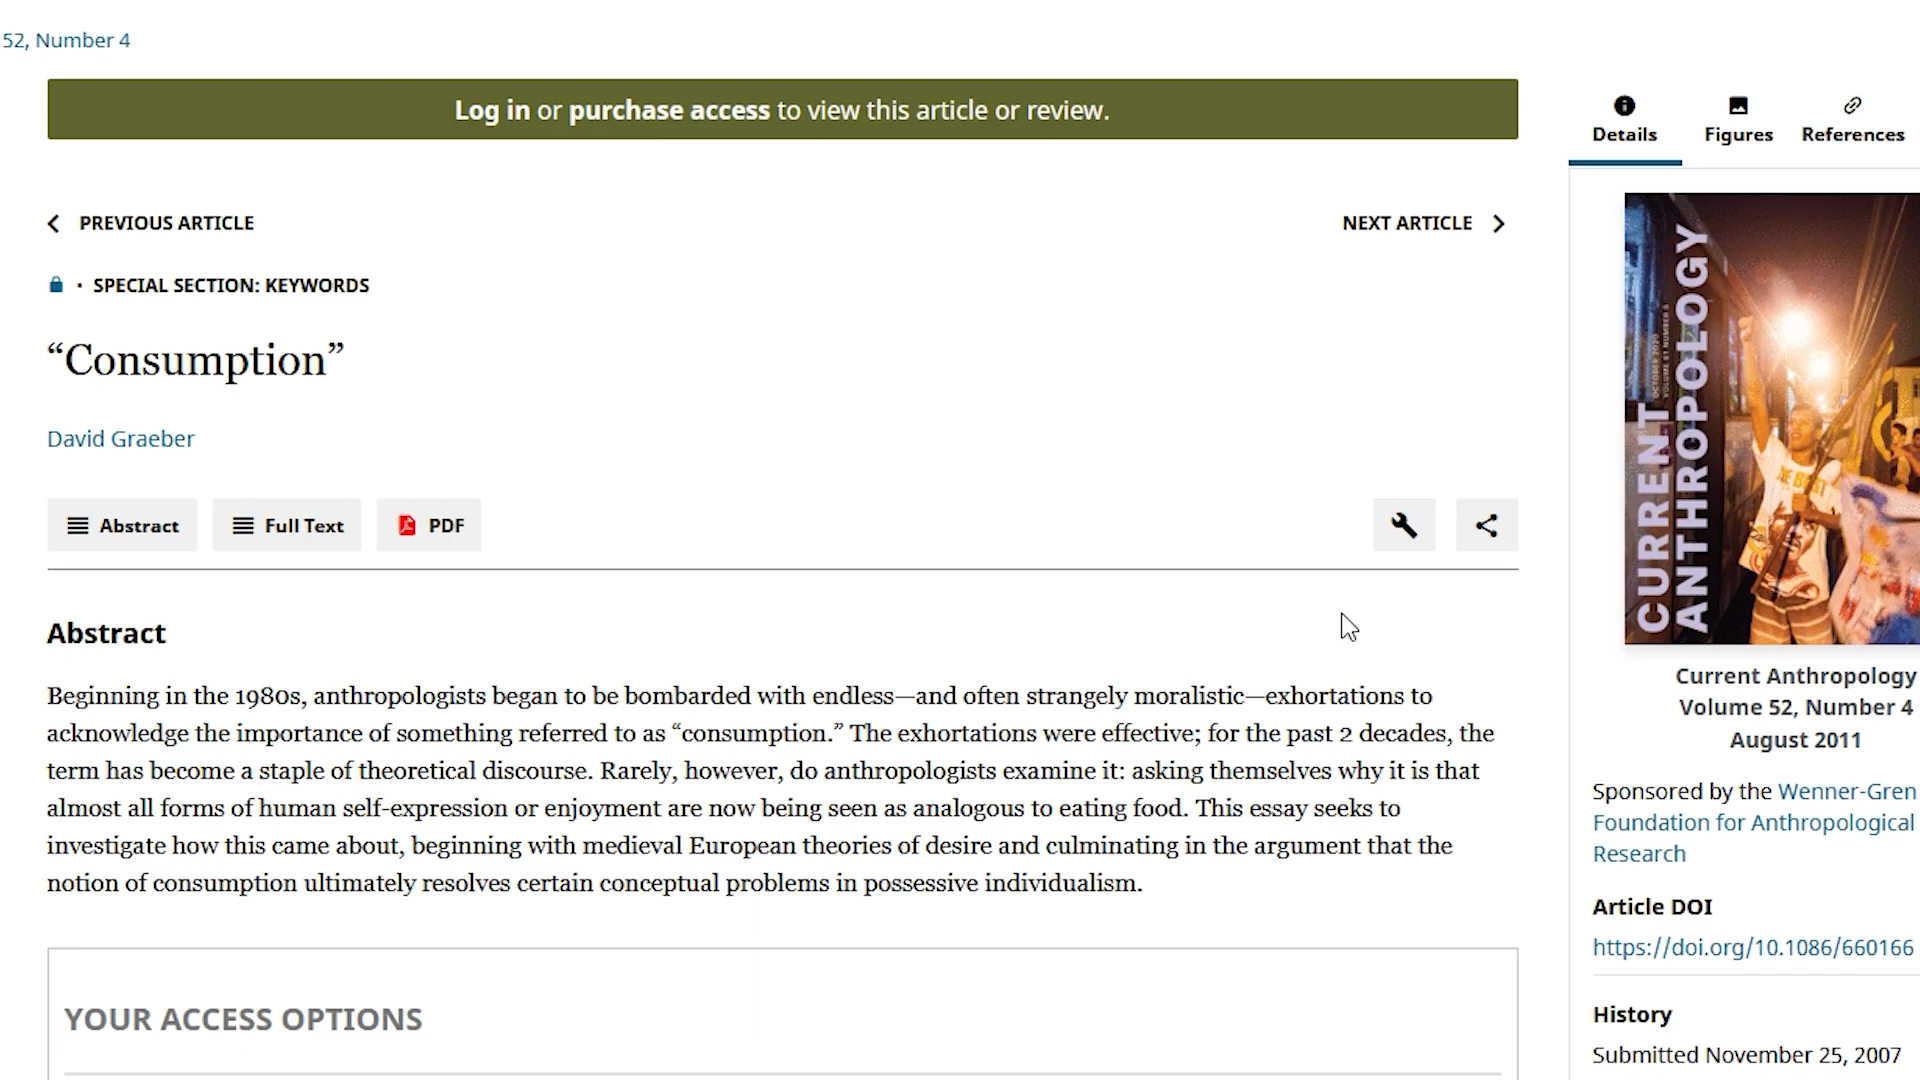 52, Number 4
Log in or purchase access to view this article or review.
PREVIOUS ARTICLE
NEXT ARTICLE
· SPECIAL SECTION: KEYWORDS
“Consumption”
David Graeber
Abstract
Full Text
PDF
Abstract
Beginning in the 1980s, anthropologists began to be bombarded with endless—and often strangely moralistic—exhortations to
acknowledge the importance of something referred to as “consumption.” The exhortations were effective; for the past 2 decades, the
term has become a staple of theoretical discourse. Rarely, however, do anthropologists examine it: asking themselves why it is that
almost all forms of human self-expression or enjoyment are now being seen as analogous to eating food. This essay seeks to
investigate how this came about, beginning with medieval European theories of desire and culminating in the argument that the
notion of consumption ultimately resolves certain conceptual problems in possessive individualism.
YOUR ACCESS OPTIONS
Details
Figures
References
CURRENT
ANTHROPOLOGY
OCTOBER 2020
VOLUME 61 NUMBER 5
THE BEST
Current Anthropology
Volume 52, Number 4
August 2011
Sponsored by the Wenner-Gren
Foundation for Anthropological
Research
Article DOI
https://doi.org/10.1086/660166
History
Submitted November 25, 2007